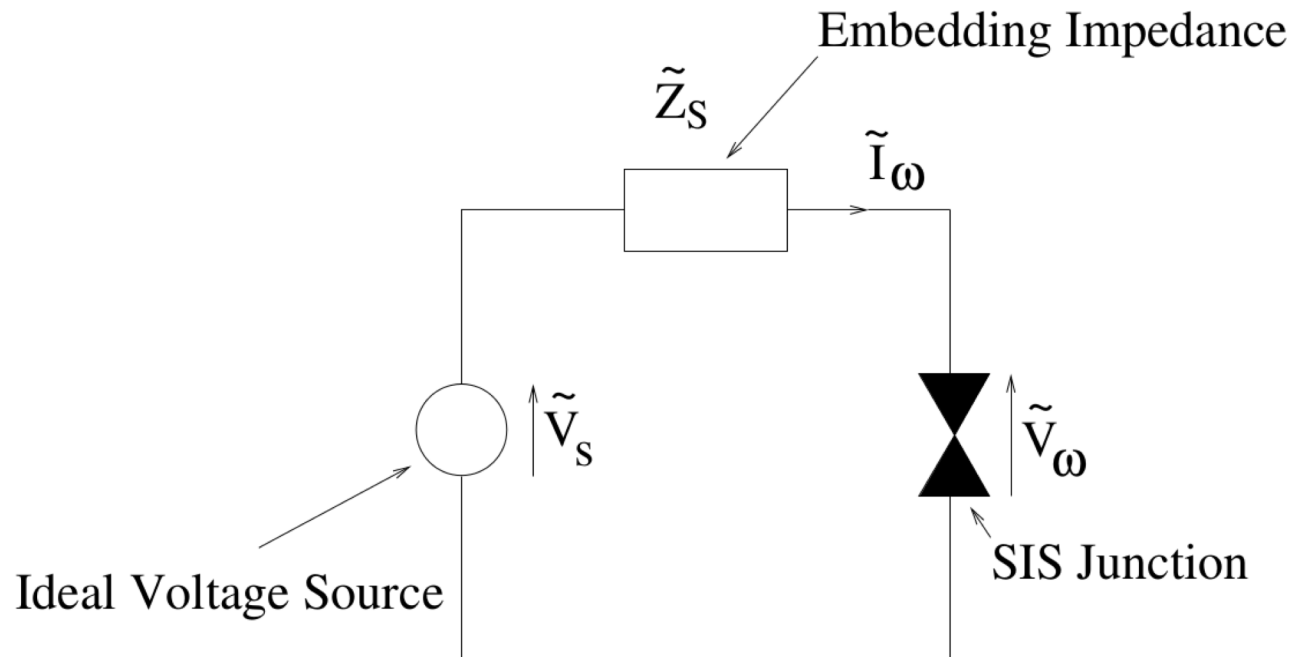 Embedding Impedance
Z̃S
Ĩω
Ṽs
Ṽω
SIS Junction
Ideal Voltage Source